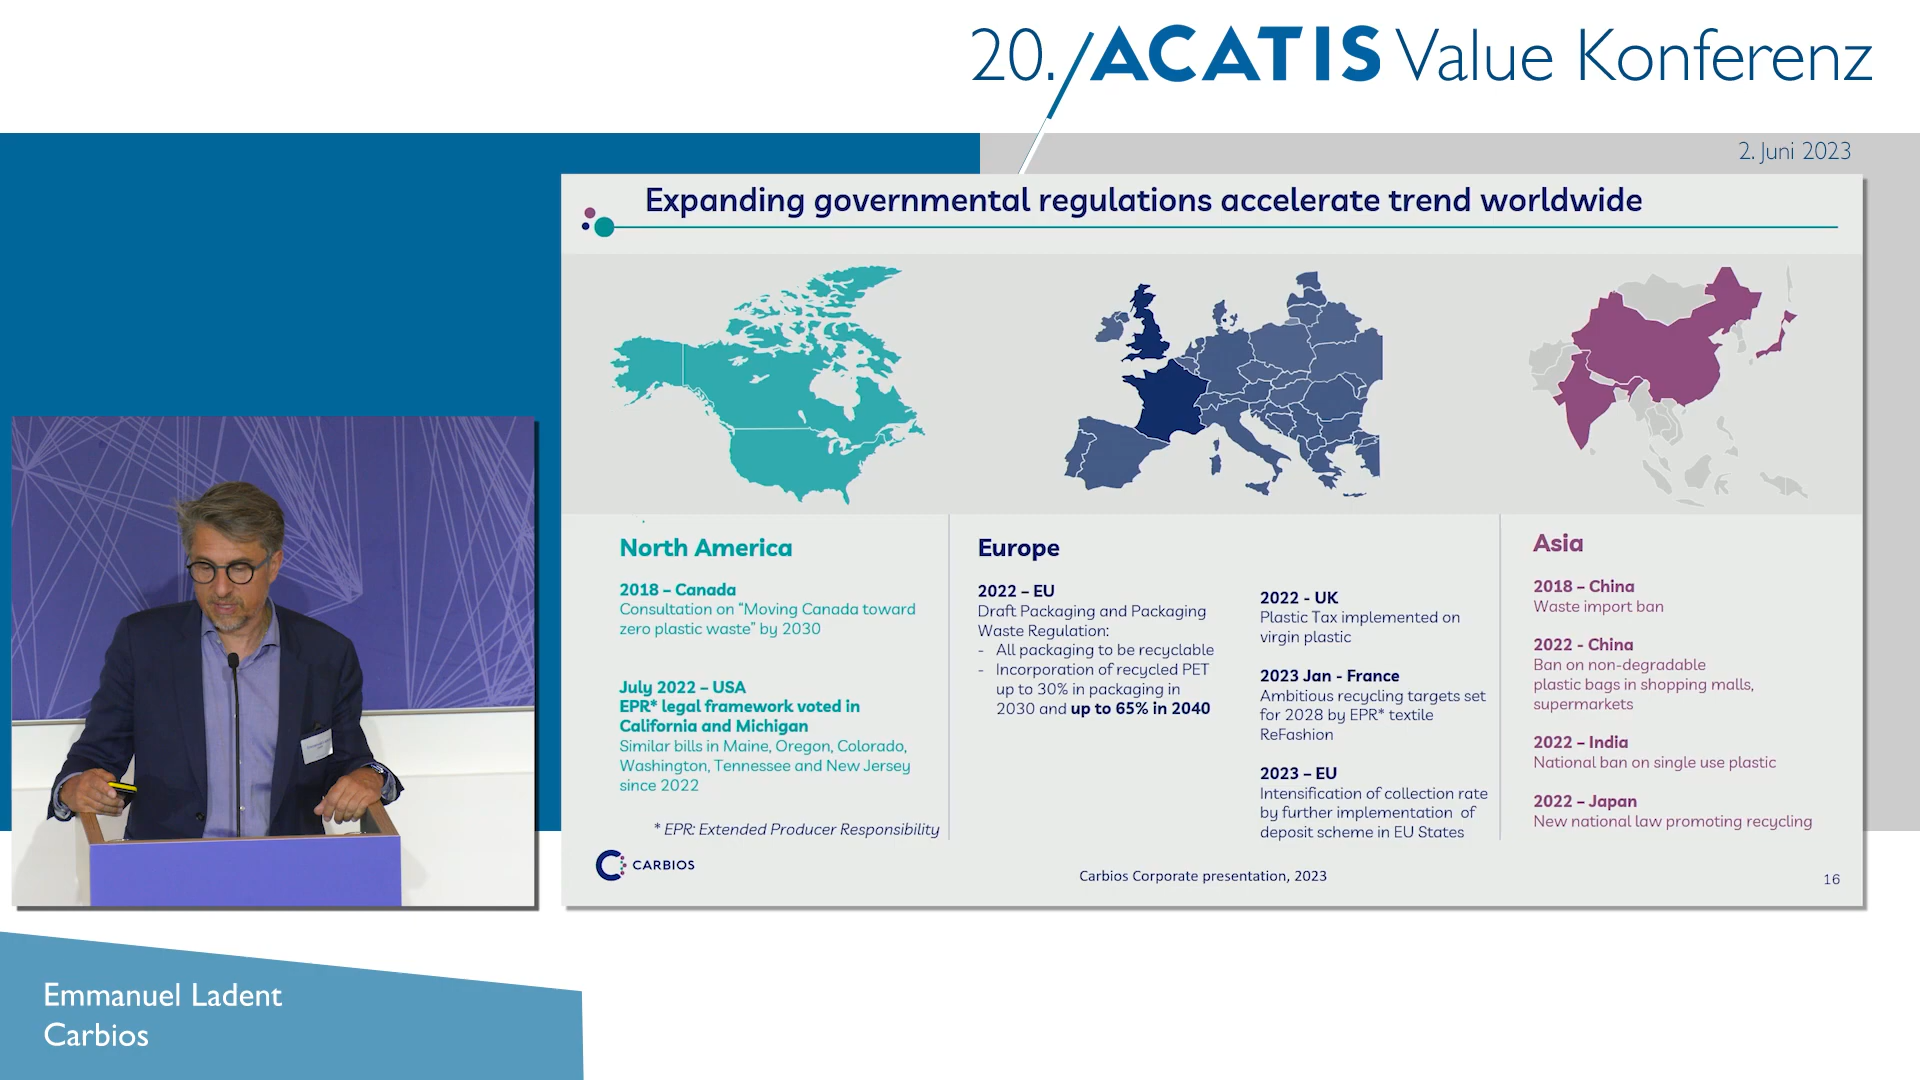 20. ACATIS Value Konferenz
2. Juni 2023
Expanding governmental regulations accelerate trend worldwide
North America
2018 – Canada
Consultation on “Moving Canada toward
zero plastic waste” by 2030
July 2022 – USA
EPR* legal framework voted in
California and Michigan
Similar bills in Maine, Oregon, Colorado,
Washington, Tennessee and New Jersey
since 2022
* EPR: Extended Producer Responsibility
Europe
2022 – EU
Draft Packaging and Packaging
Waste Regulation:
- All packaging to be recyclable
- Incorporation of recycled PET
up to 30% in packaging in
2030 and up to 65% in 2040
2022 - UK
Plastic Tax implemented on
virgin plastic
2023 Jan - France
Ambitious recycling targets set
for 2028 by EPR* textile
ReFashion
2023 – EU
Intensification of collection rate
by further implementation of
deposit scheme in EU States
Asia
2018 – China
Waste import ban
2022 - China
Ban on non-degradable
plastic bags in shopping malls,
supermarkets
2022 – India
National ban on single use plastic
2022 – Japan
New national law promoting recycling
CARBIOS
Carbios Corporate presentation, 2023
16
Emmanuel Ladent
Carbios